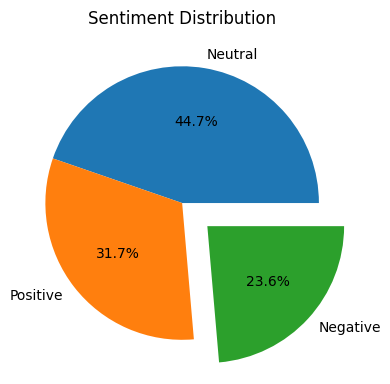 Sentiment Distribution
Neutral
44.7%
31.7%
Positive
23.6%
Negative